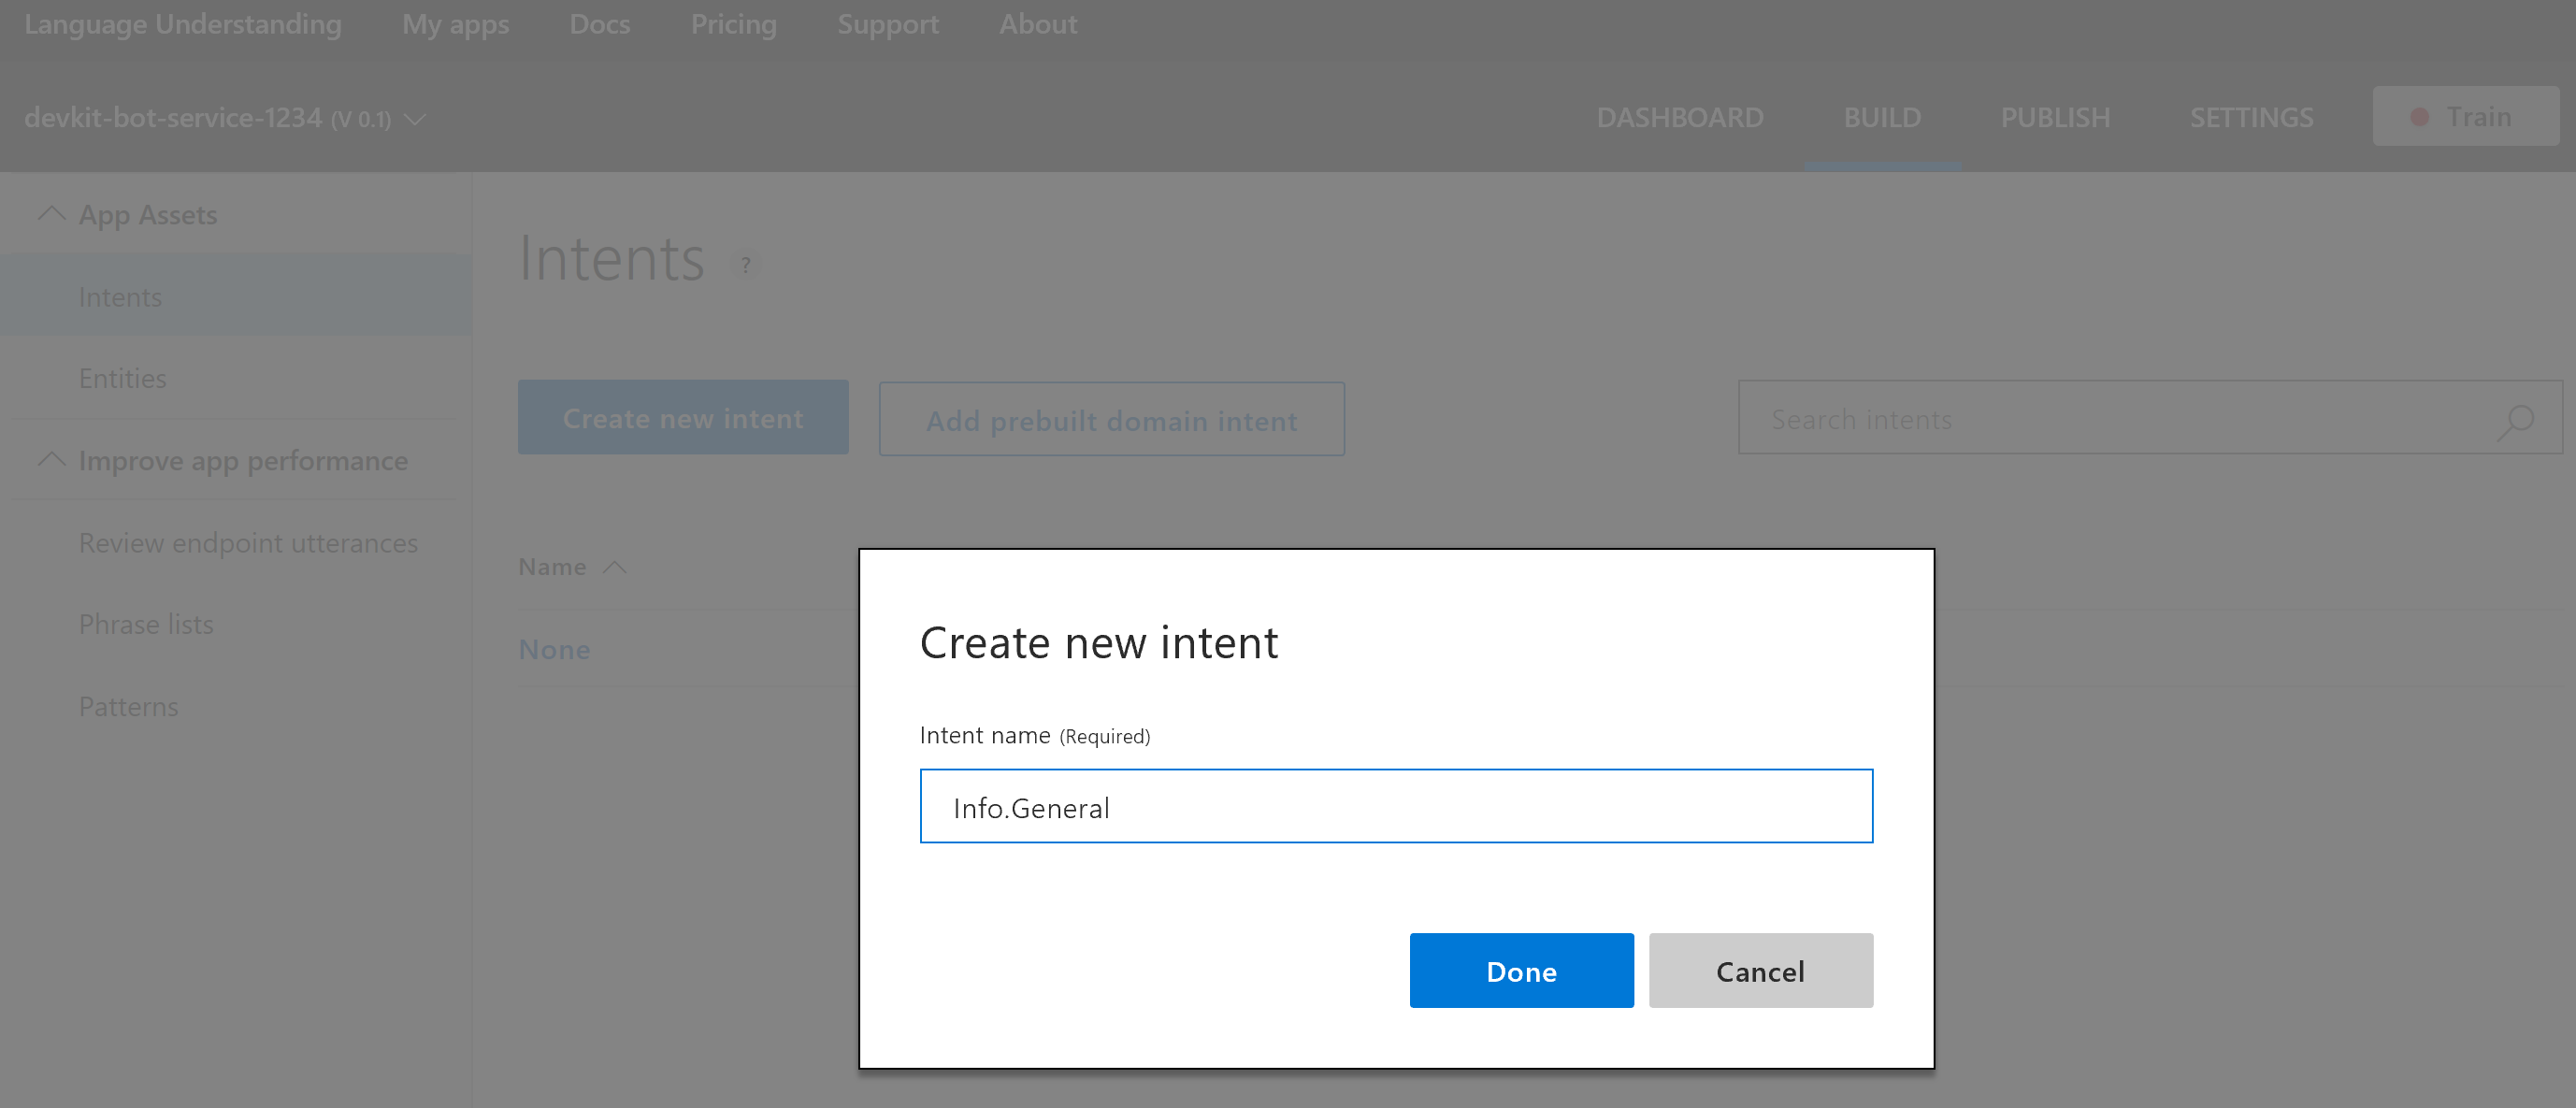 Language Understanding My apps Docs Pricing Support About
devkit-bot-service-1234 (V 0.1) DASHBOARD BUILD PUBLISH SETTINGS Train
App Assets
Intents
Entities
Improve app performance
Review endpoint utterances
Phrase lists
Patterns
Intents ?
Create new intent Add prebuilt domain intent Search intents
Name
None
Create new intent
Intent name (Required)
Info.General
Done Cancel